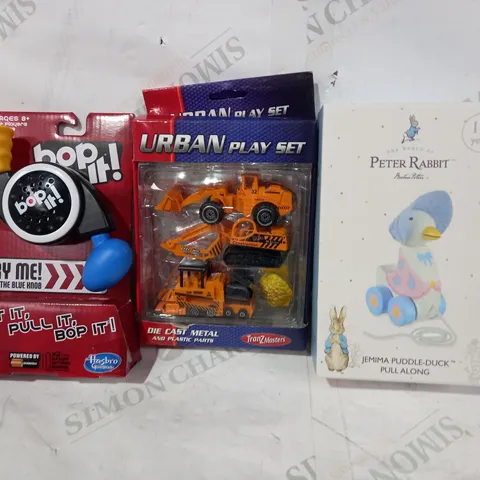 AGES 8+
bop it!
bop it!
RY ME!
THE BLUE KNOB
T IT,
PULL IT,
BOP IT!
POWERED BY
Hasbro
Gaming
URBAN PLAY SET
URBAN PLAY SET
DIE CAST METAL
AND PLASTIC PARTS
TranzMasters
THE WORLD OF
PETER RABBIT
Beatrix Potter
JEMIMA PUDDLE-DUCK™
PULL ALONG
SIMON CHARLES